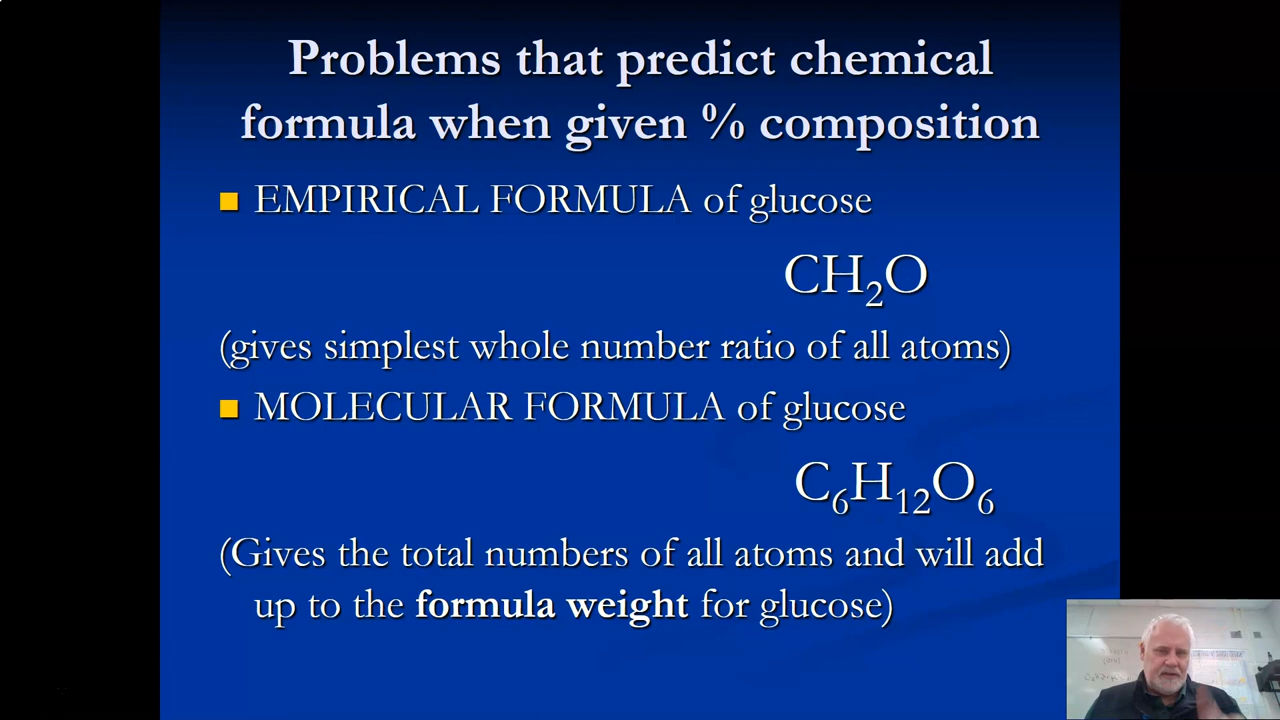 Problems that predict chemical
formula when given % composition
EMPIRICAL FORMULA of glucose
CH₂O
(gives simplest whole number ratio of all atoms)
MOLECULAR FORMULA of glucose
C₆H₁₂O₆
(Gives the total numbers of all atoms and will add
up to the formula weight for glucose)